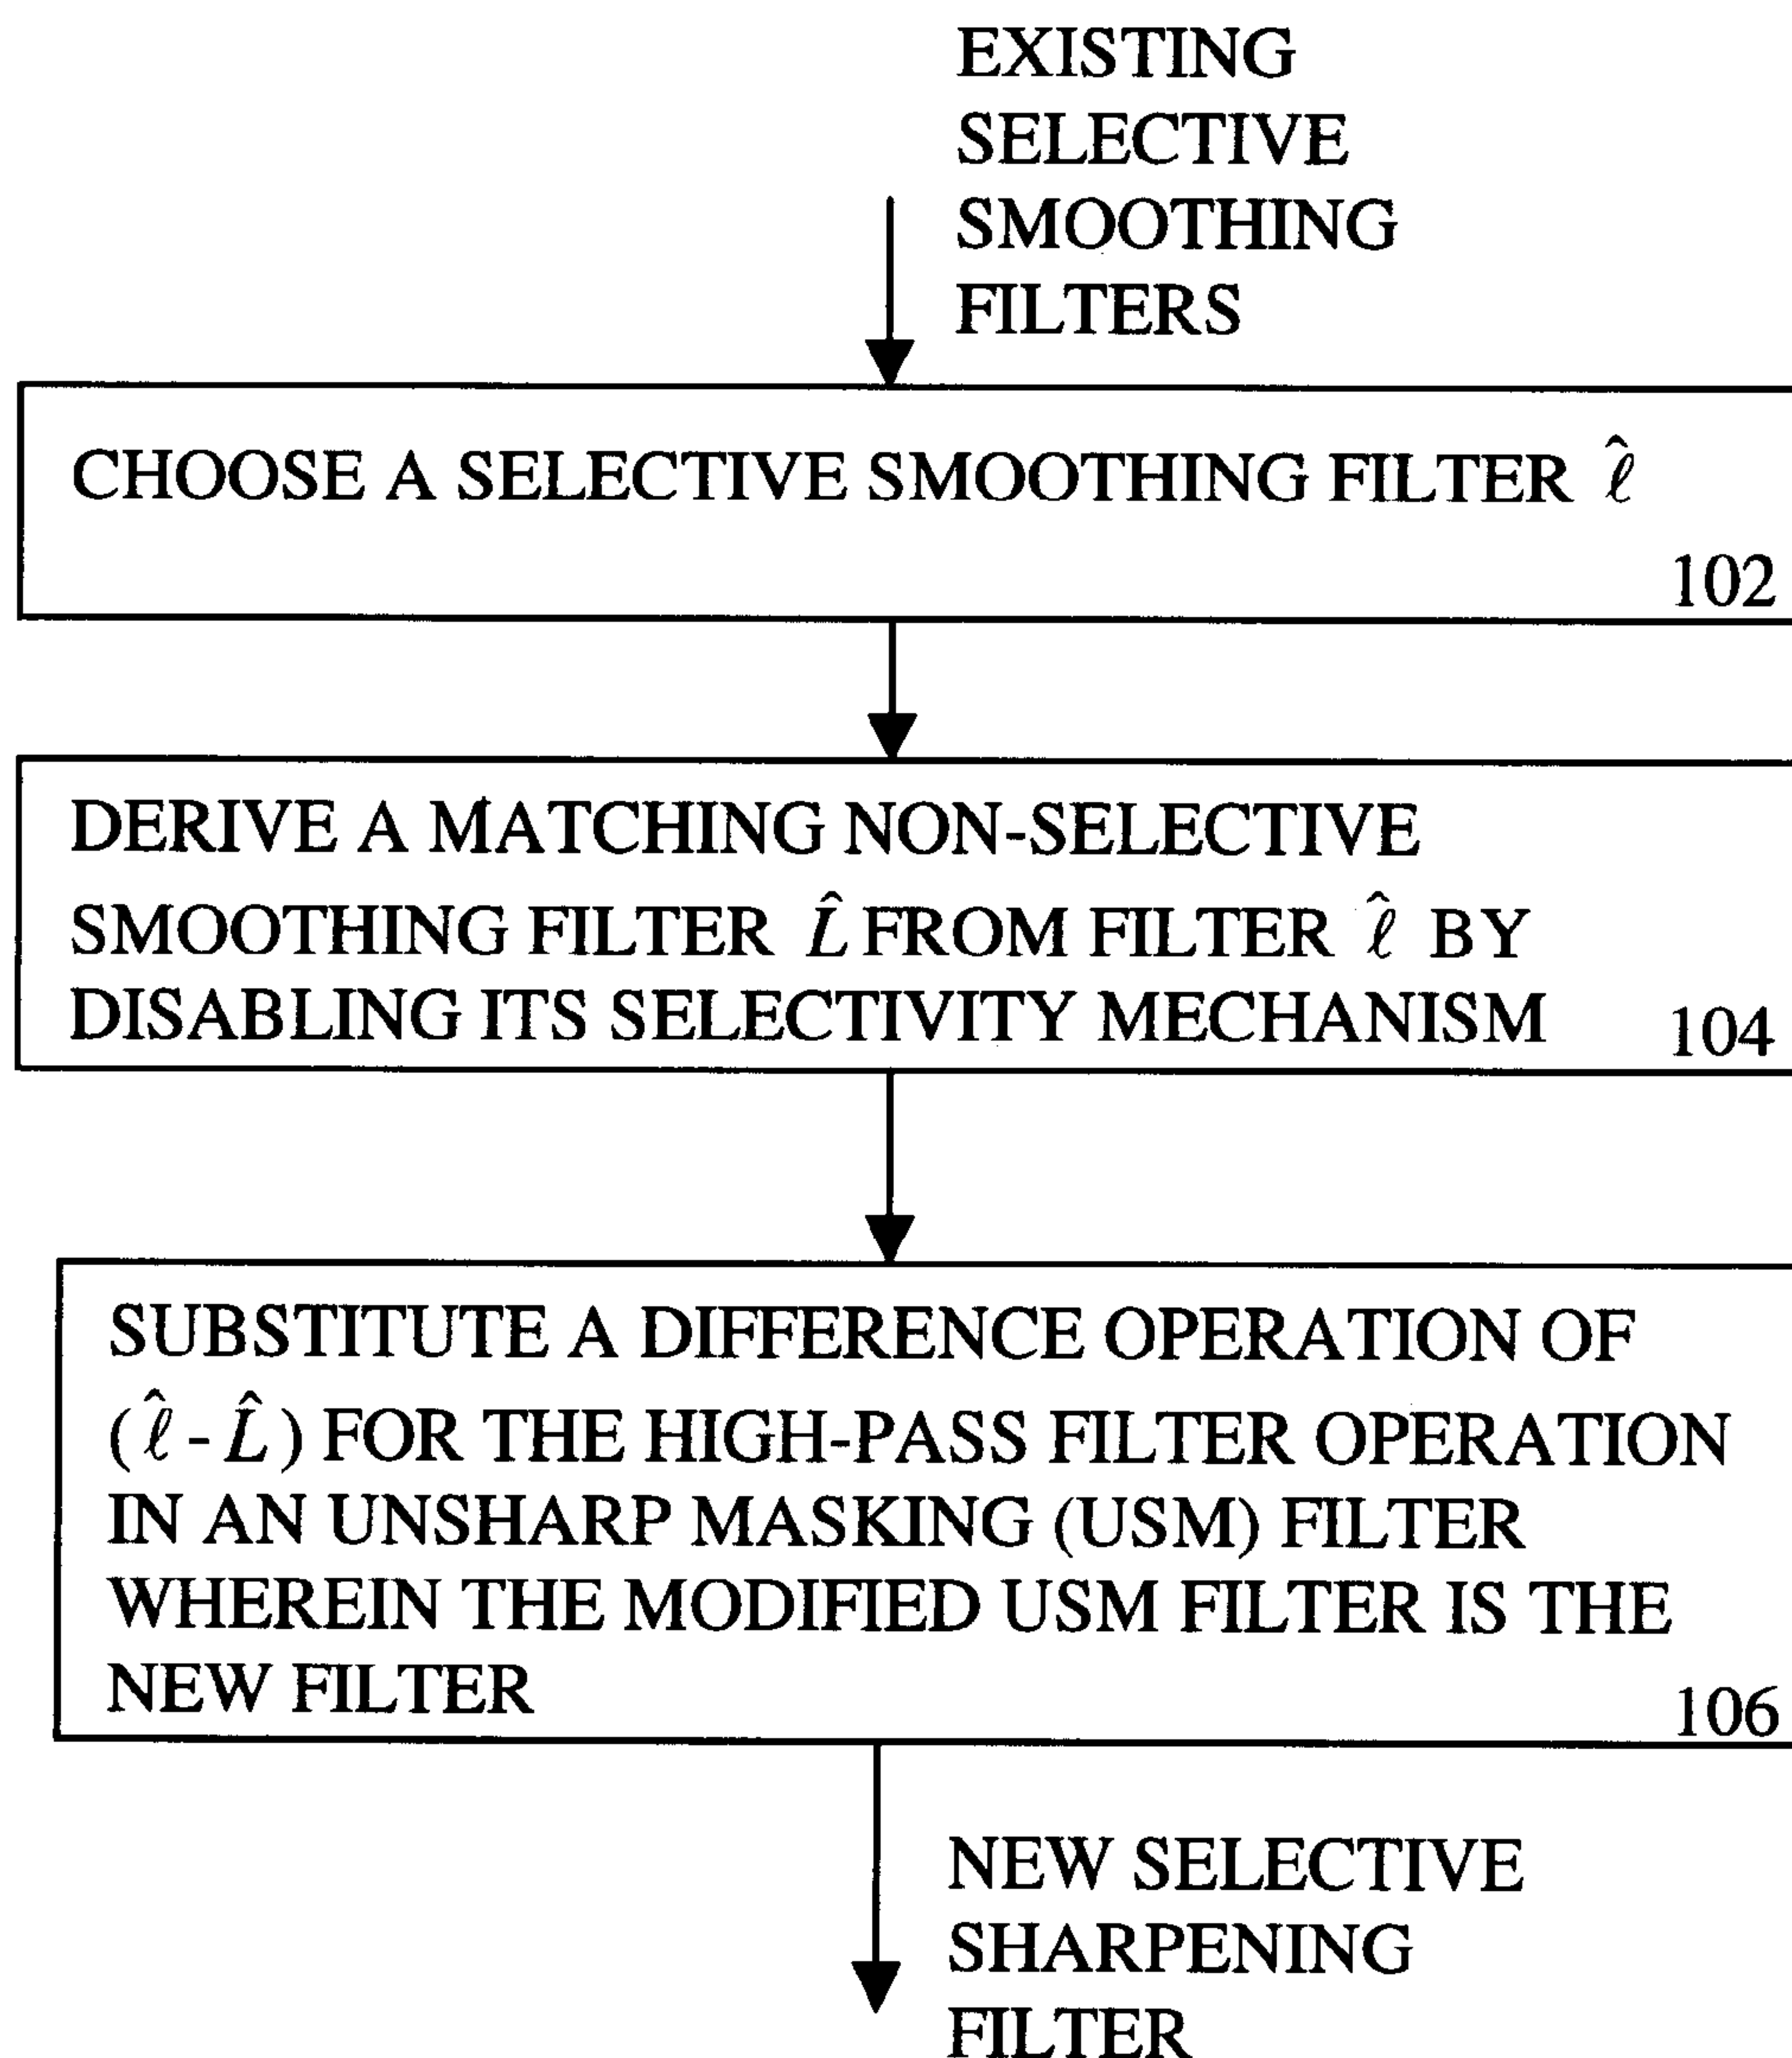 EXISTING
SELECTIVE
SMOOTHING
FILTERS
CHOOSE A SELECTIVE SMOOTHING FILTER ℓ̂
102
DERIVE A MATCHING NON-SELECTIVE
SMOOTHING FILTER L̂ FROM FILTER ℓ̂ BY
DISABLING ITS SELECTIVITY MECHANISM
104
SUBSTITUTE A DIFFERENCE OPERATION OF
(ℓ̂ - L̂) FOR THE HIGH-PASS FILTER OPERATION
IN AN UNSHARP MASKING (USM) FILTER
WHEREIN THE MODIFIED USM FILTER IS THE
NEW FILTER
106
NEW SELECTIVE
SHARPENING
FILTER